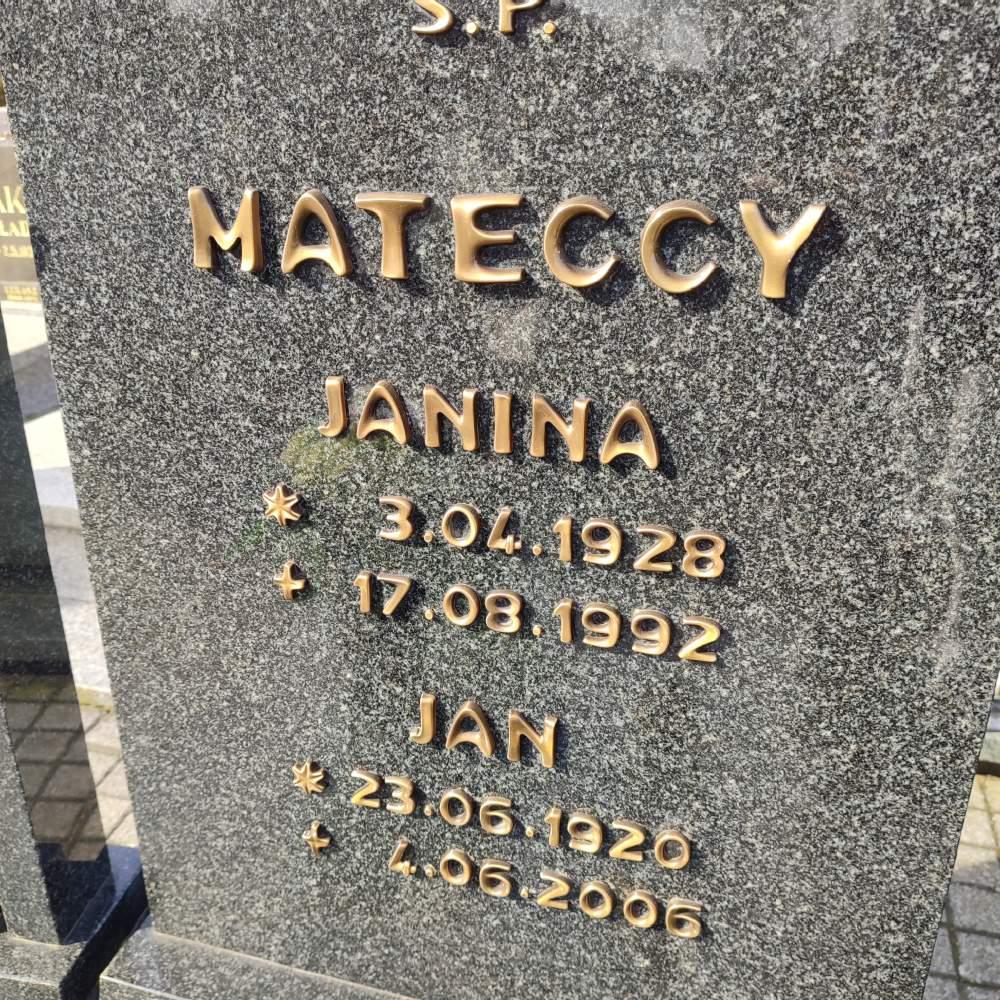 S.P.
MATECCY
JANINA
* 3.04.1928
+ 17.08.1992
JAN
* 23.06.1920
+ 4.06.2006